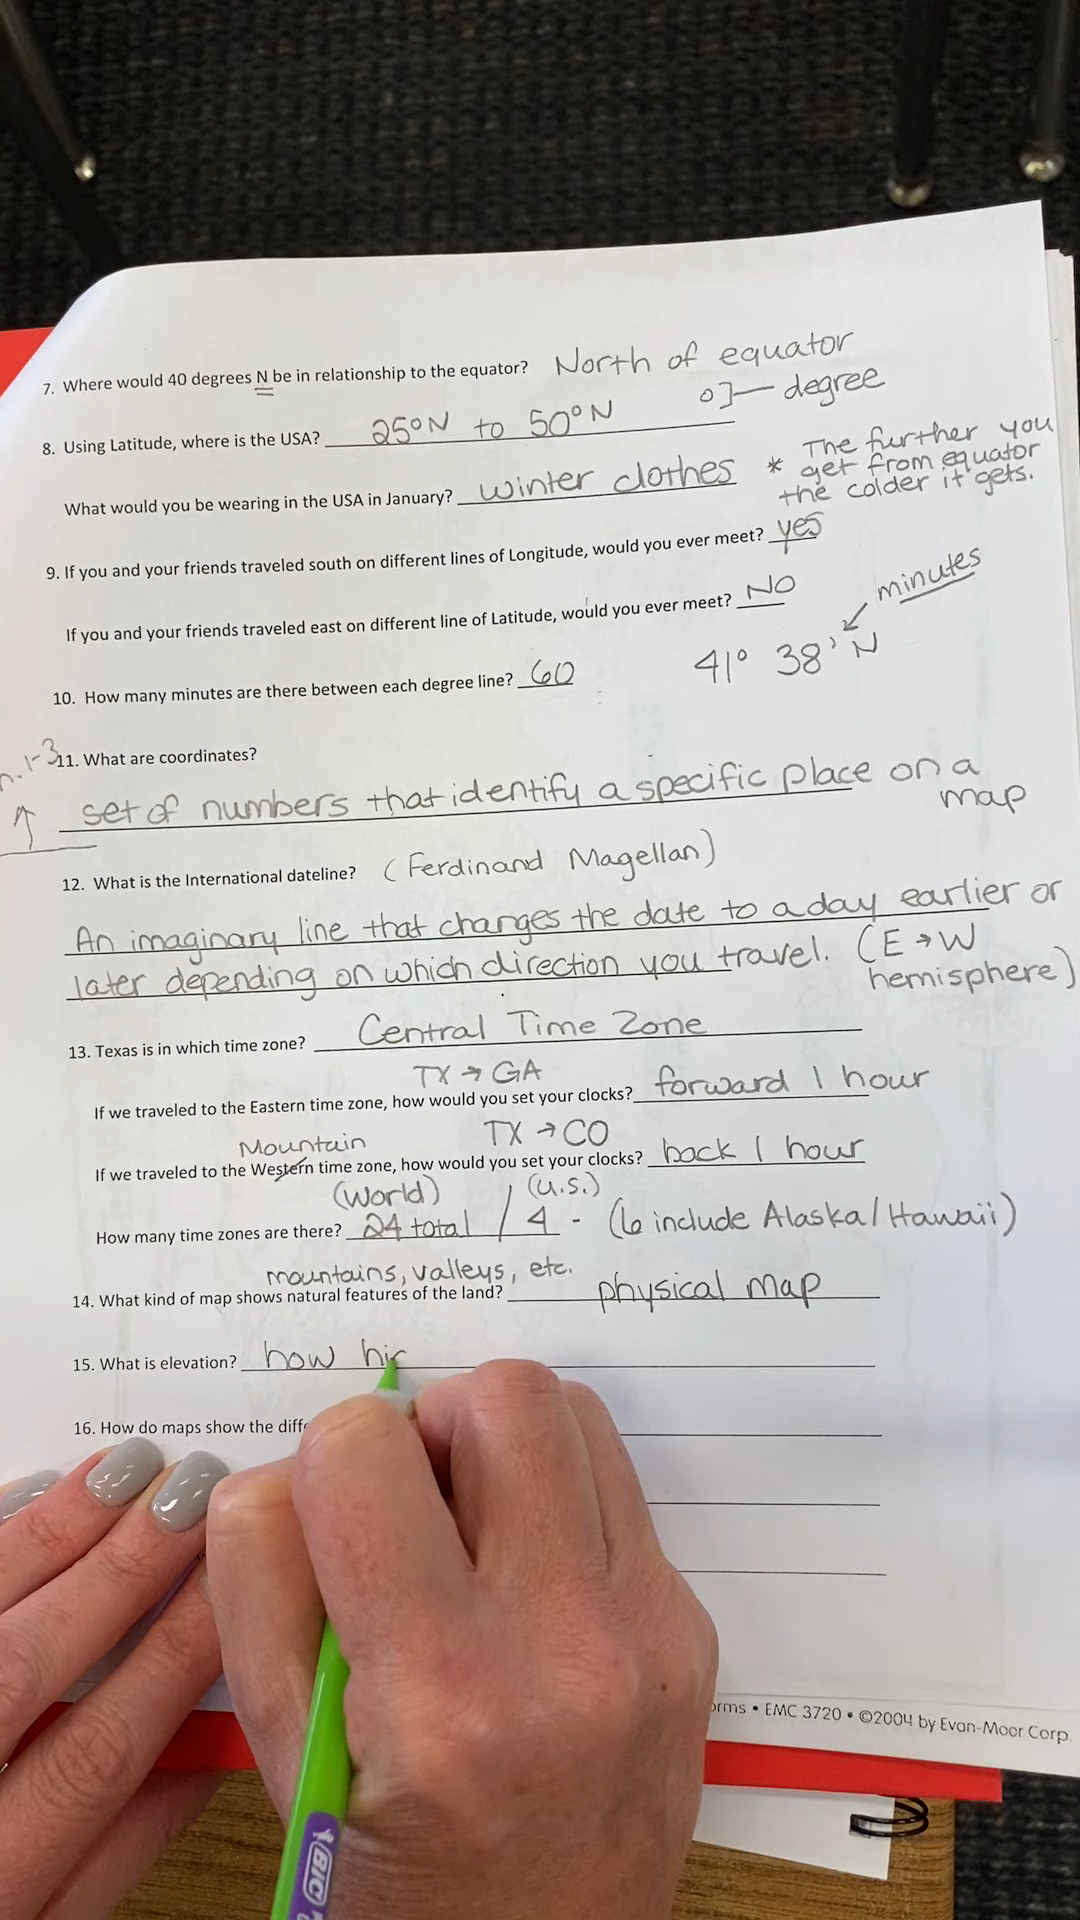 7. Where would 40 degrees N be in relationship to the equator? North of equator
o]— degree
8. Using Latitude, where is the USA? 25°N to 50°N
What would you be wearing in the USA in January? winter clothes
* The further you
get from equator
the colder it gets.
9. If you and your friends traveled south on different lines of Longitude, would you ever meet? yes
If you and your friends traveled east on different line of Latitude, would you ever meet? NO
minutes
41° 38' N
10. How many minutes are there between each degree line? 60
1-3
11. What are coordinates?
set of numbers that identify a specific place on a
map
12. What is the International dateline? (Ferdinand Magellan)
An imaginary line that changes the date to a day earlier or
later depending on which direction you travel. (E → W
hemisphere)
13. Texas is in which time zone? Central Time Zone
TX → GA
If we traveled to the Eastern time zone, how would you set your clocks? forward 1 hour
Mountain TX → CO
If we traveled to the Western time zone, how would you set your clocks? back 1 hour
(World) (U.S.)
How many time zones are there? 24 total / 4 - (6 include Alaska/Hawaii)
mountains, valleys, etc.
14. What kind of map shows natural features of the land? physical map
15. What is elevation? how hig
16. How do maps show the diff
orms • EMC 3720 • ©2004 by Evan-Moor Corp.
BIC